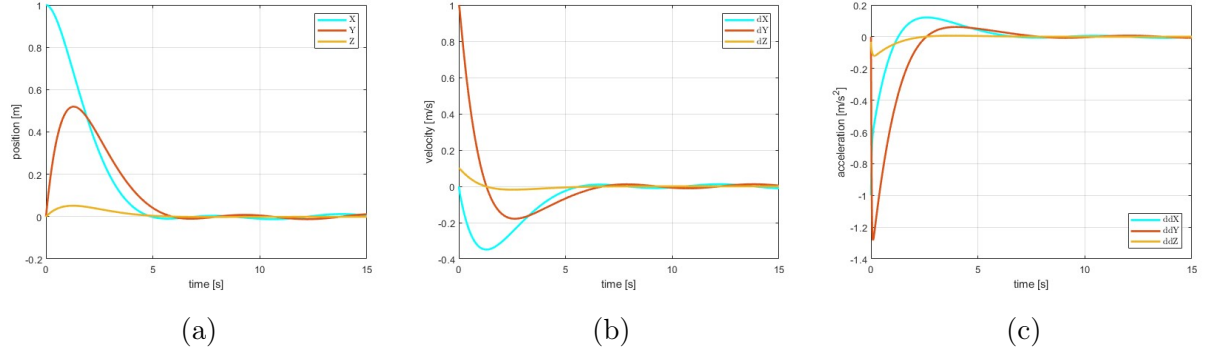 1
0.8
0.6
0.4
0.2
0
-0.2
position [m]
0
5
10
15
time [s]
X
Y
Z
(a)
1
0.8
0.6
0.4
0.2
0
-0.2
-0.4
velocity [m/s]
0
5
10
15
time [s]
dX
dY
dZ
(b)
0.2
0
-0.2
-0.4
-0.6
-0.8
-1
-1.2
-1.4
acceleration [m/s²]
0
5
10
15
time [s]
ddX
ddY
ddZ
(c)